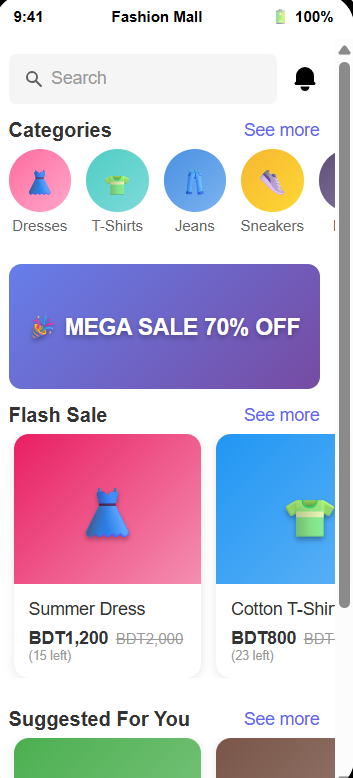 9:41 Fashion Mall 100%
Search
Categories See more
Dresses T-Shirts Jeans Sneakers
MEGA SALE 70% OFF
Flash Sale See more
Summer Dress Cotton T-Shir
BDT1,200 BDT2,000 BDT800 BDT
(15 left) (23 left)
Suggested For You See more